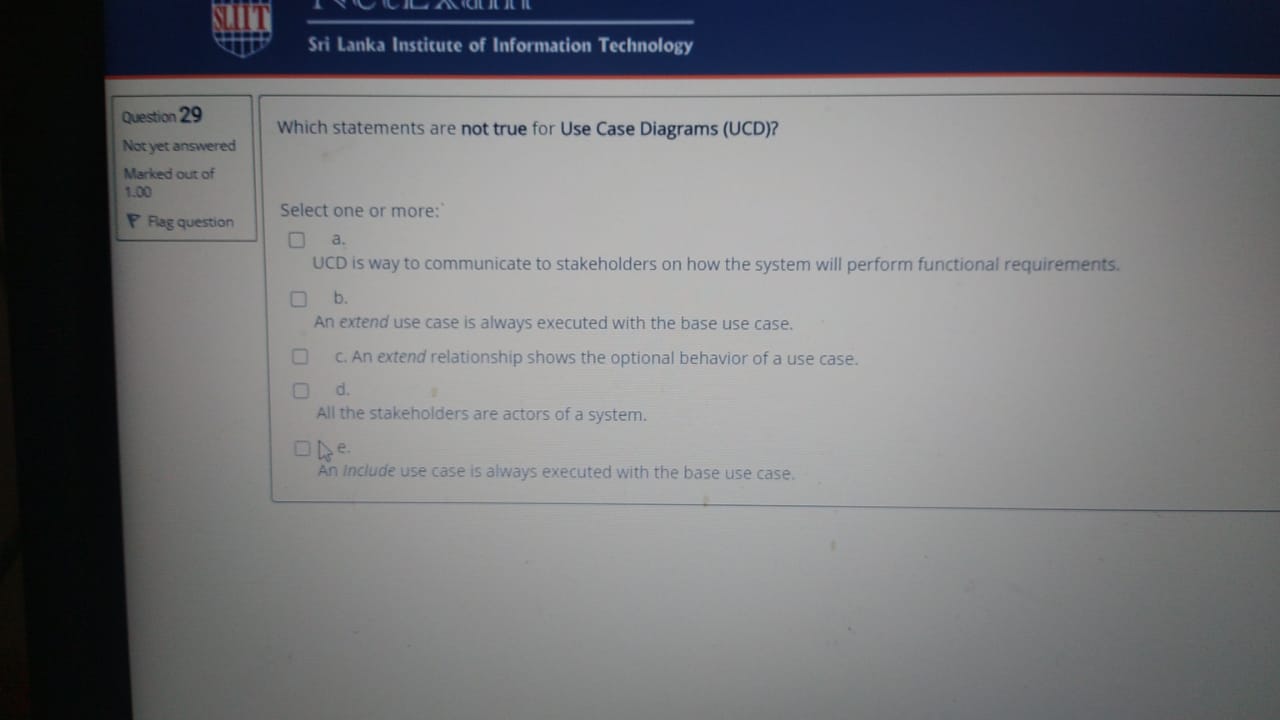 SLIIT
Sri Lanka Institute of Information Technology
Question 29
Not yet answered
Marked out of
1.00
Flag question
Which statements are not true for Use Case Diagrams (UCD)?
Select one or more:
a.
UCD is way to communicate to stakeholders on how the system will perform functional requirements.
b.
An extend use case is always executed with the base use case.
c. An extend relationship shows the optional behavior of a use case.
d.
All the stakeholders are actors of a system.
e.
An Include use case is always executed with the base use case.